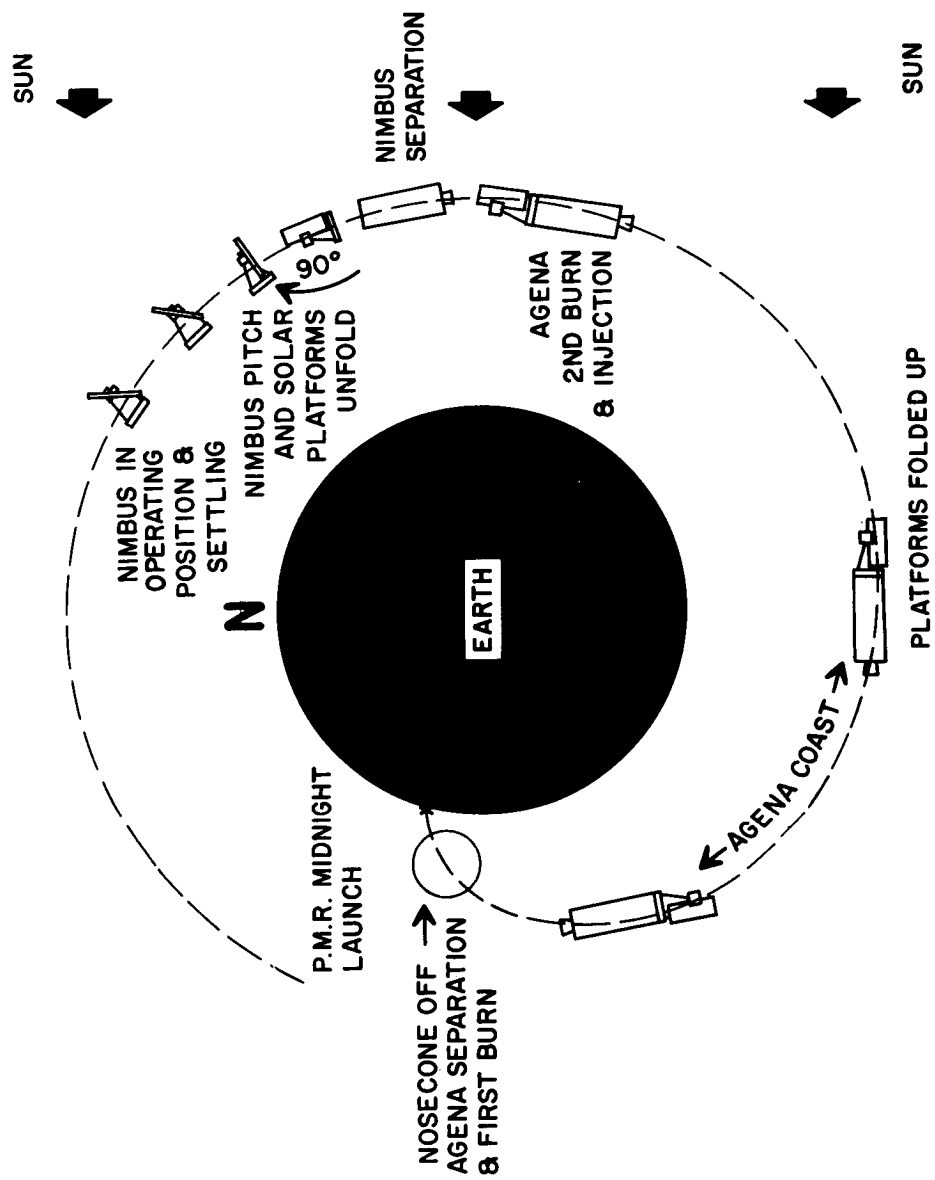 SUN
NIMBUS
SEPARATION
SUN
90°
NIMBUS PITCH
AND SOLAR
PLATFORMS
UNFOLD
NIMBUS IN
OPERATING
POSITION &
SETTLING
AGENA
2ND BURN
& INJECTION
PLATFORMS FOLDED UP
N
EARTH
AGENA COAST
P.M.R. MIDNIGHT
LAUNCH
NOSECONE OFF
AGENA SEPARATION
& FIRST BURN